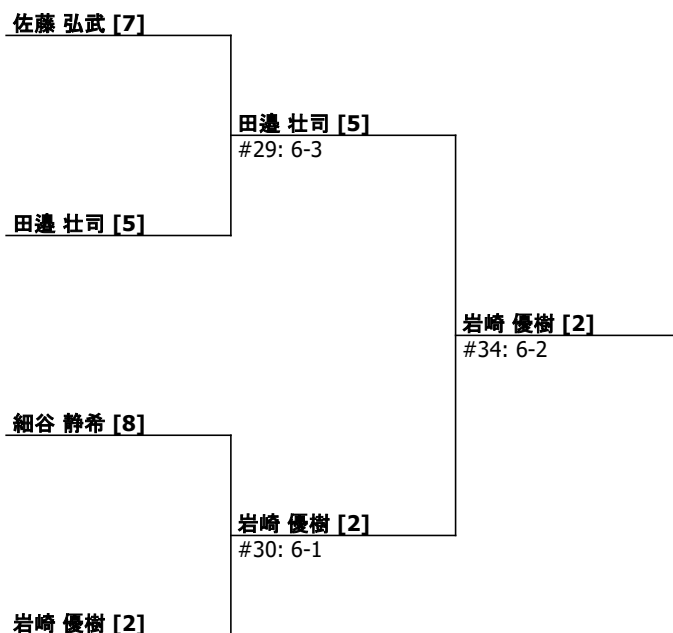 佐藤 弘武 [7]
田邉 壮司 [5]
#29: 6-3
田邉 壮司 [5]
岩崎 優樹 [2]
#34: 6-2
細谷 静希 [8]
岩崎 優樹 [2]
#30: 6-1
岩崎 優樹 [2]